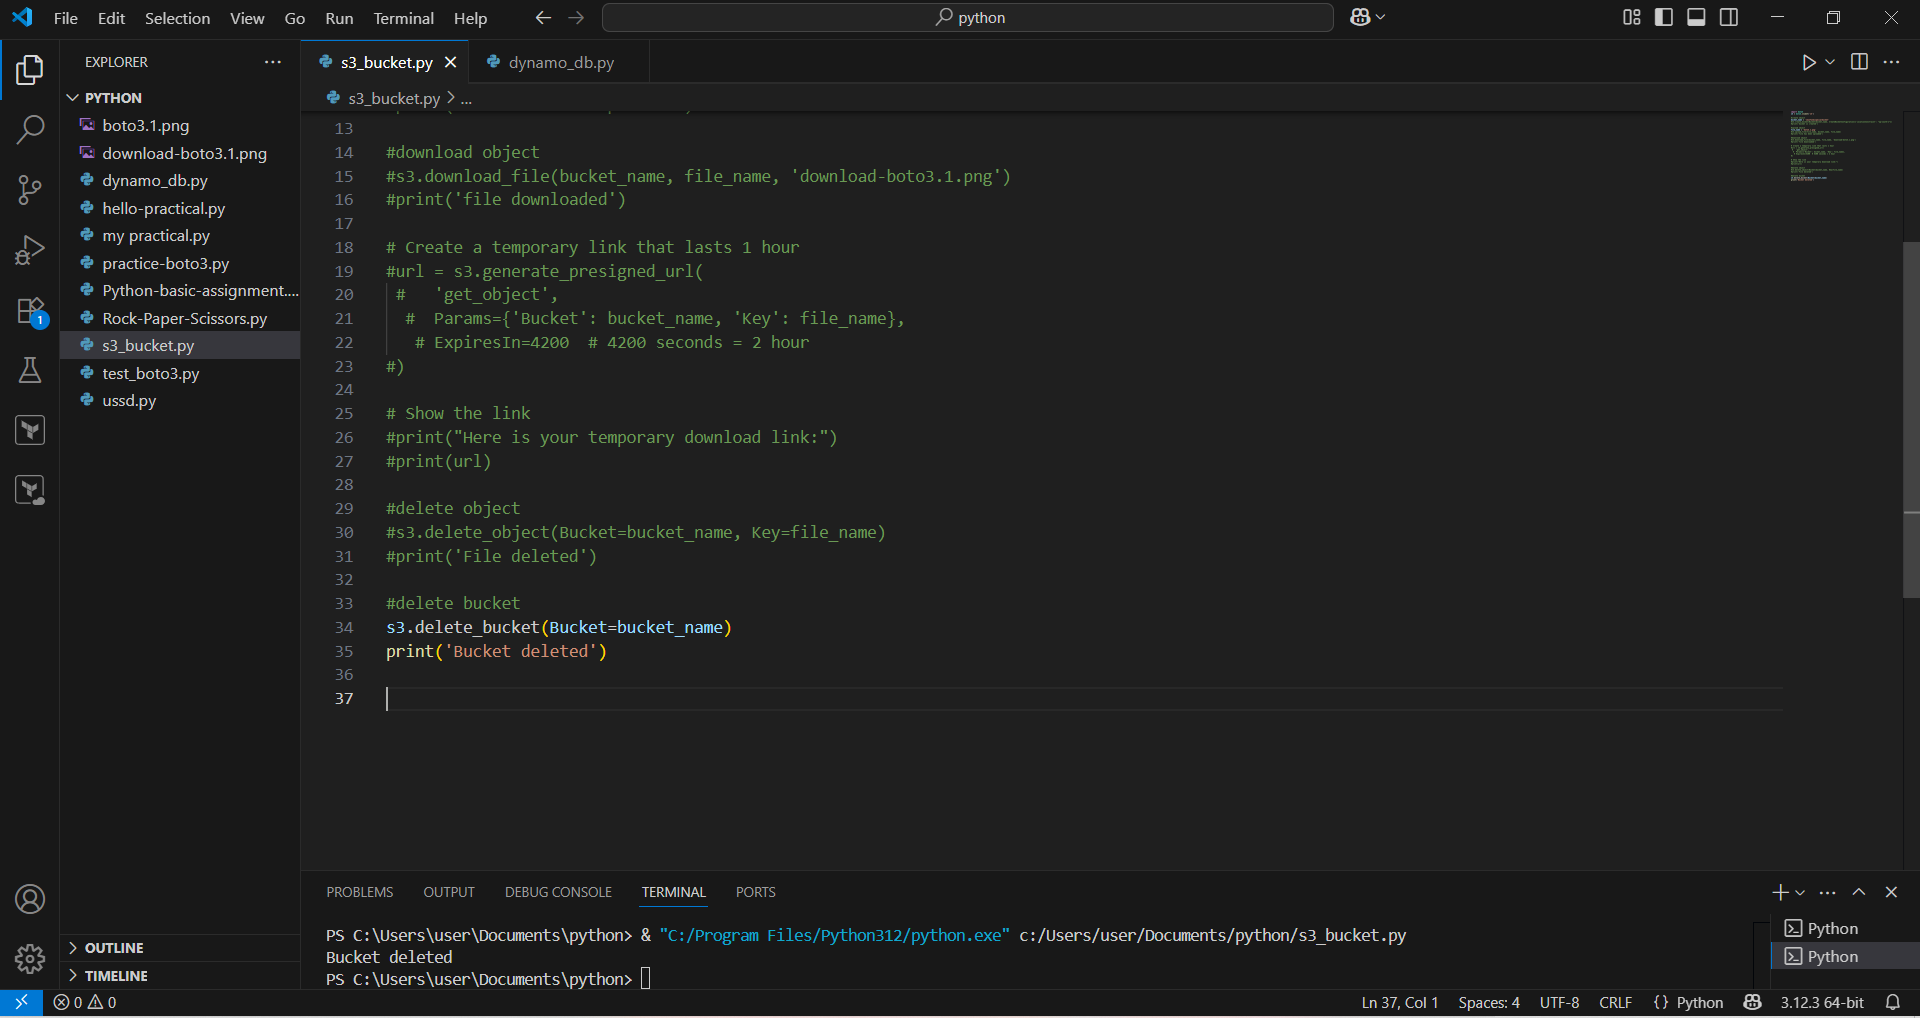 File Edit Selection View Go Run Terminal Help
python
EXPLORER
PYTHON
boto3.1.png
download-boto3.1.png
dynamo_db.py
hello-practical.py
my practical.py
practice-boto3.py
Python-basic-assignment....
Rock-Paper-Scissors.py
s3_bucket.py
test_boto3.py
ussd.py
OUTLINE
TIMELINE
1
s3_bucket.py
dynamo_db.py
s3_bucket.py > ...
13
14 #download object
15 #s3.download_file(bucket_name, file_name, 'download-boto3.1.png')
16 #print('file downloaded')
17
18 # Create a temporary link that lasts 1 hour
19 #url = s3.generate_presigned_url(
20 #   'get_object',
21 #  Params={'Bucket': bucket_name, 'Key': file_name},
22 # ExpiresIn=4200  # 4200 seconds = 2 hour
23 #)
24
25 # Show the link
26 #print("Here is your temporary download link:")
27 #print(url)
28
29 #delete object
30 #s3.delete_object(Bucket=bucket_name, Key=file_name)
31 #print('File deleted')
32
33 #delete bucket
34 s3.delete_bucket(Bucket=bucket_name)
35 print('Bucket deleted')
36
37
PROBLEMS OUTPUT DEBUG CONSOLE TERMINAL PORTS
PS C:\Users\user\Documents\python> & "C:/Program Files/Python312/python.exe" c:/Users/user/Documents/python/s3_bucket.py
Bucket deleted
PS C:\Users\user\Documents\python>
Python
Python
0 0
Ln 37, Col 1 Spaces: 4 UTF-8 CRLF {} Python 3.12.3 64-bit